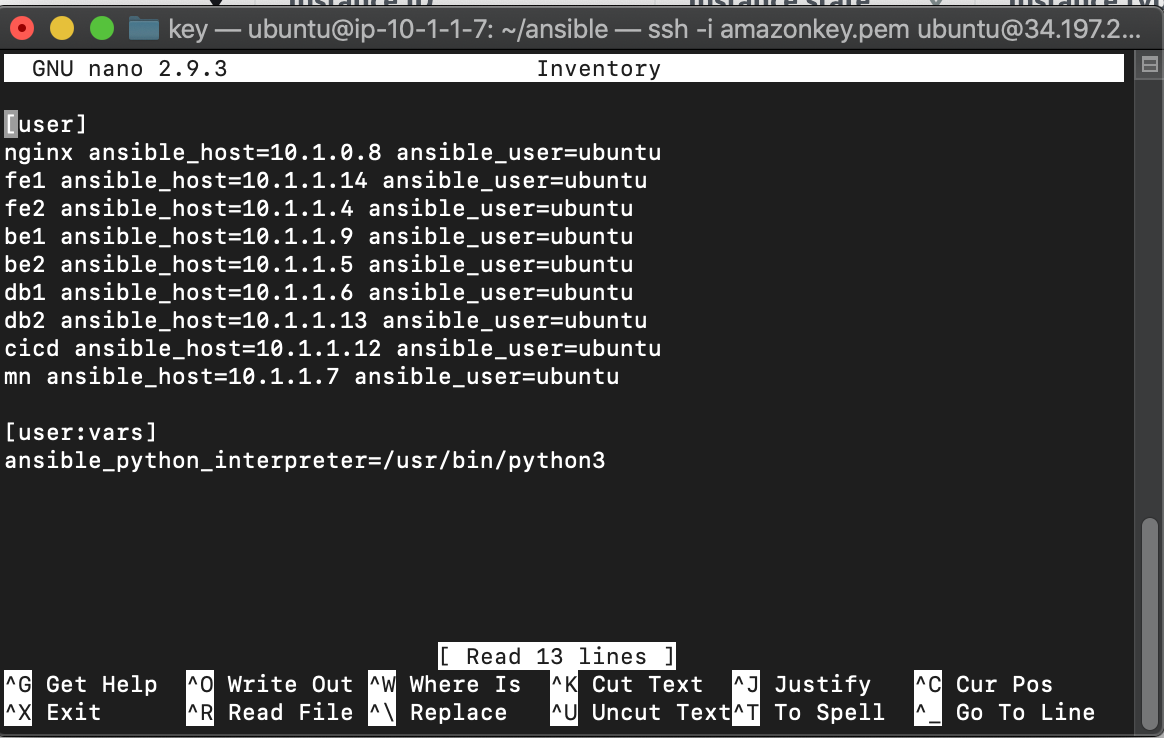 key — ubuntu@ip-10-1-1-7: ~/ansible — ssh -i amazonkey.pem ubuntu@34.197.2...
GNU nano 2.9.3 Inventory
[user]
nginx ansible_host=10.1.0.8 ansible_user=ubuntu
fe1 ansible_host=10.1.1.14 ansible_user=ubuntu
fe2 ansible_host=10.1.1.4 ansible_user=ubuntu
be1 ansible_host=10.1.1.9 ansible_user=ubuntu
be2 ansible_host=10.1.1.5 ansible_user=ubuntu
db1 ansible_host=10.1.1.6 ansible_user=ubuntu
db2 ansible_host=10.1.1.13 ansible_user=ubuntu
cicd ansible_host=10.1.1.12 ansible_user=ubuntu
mn ansible_host=10.1.1.7 ansible_user=ubuntu
[user:vars]
ansible_python_interpreter=/usr/bin/python3
[ Read 13 lines ]
^G Get Help ^O Write Out ^W Where Is ^K Cut Text ^J Justify ^C Cur Pos
^X Exit ^R Read File ^\ Replace ^U Uncut Text^T To Spell ^_ Go To Line